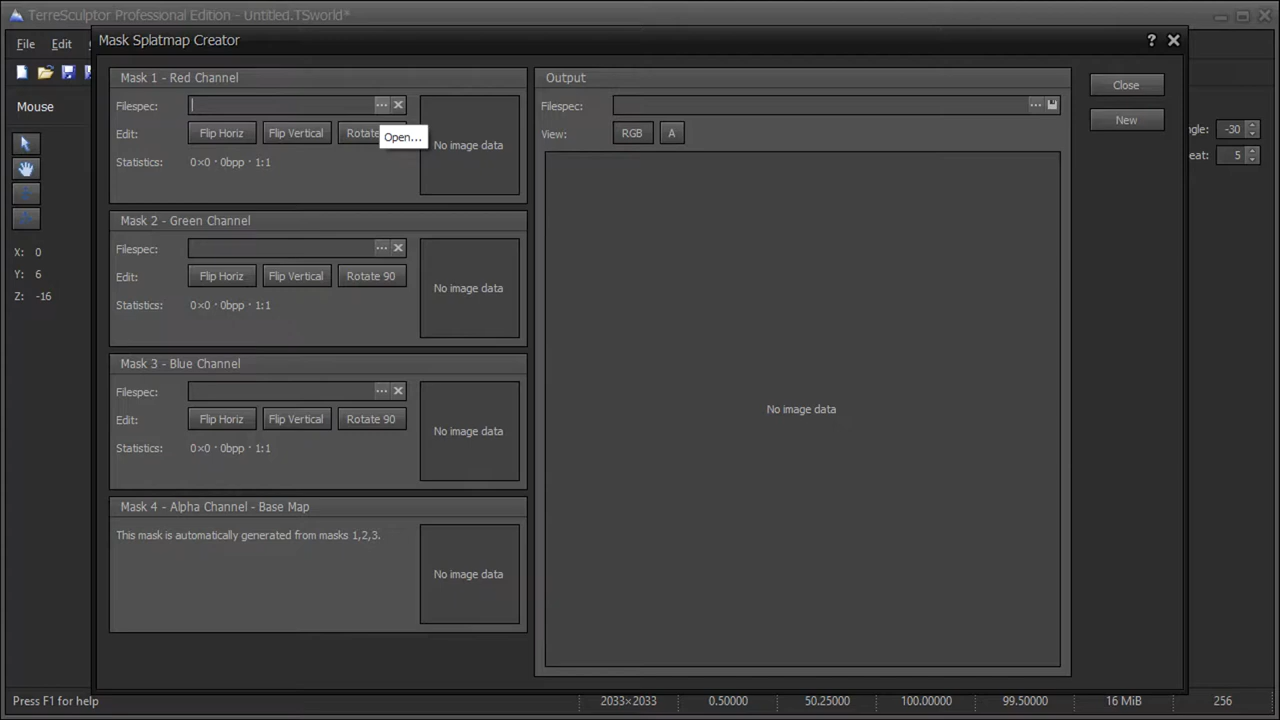 TerreSculptor Professional Edition - Untitled.TSworld*
File Edit
Mouse
X: 0
Y: 6
Z: -16
Mask Splatmap Creator
? ✕
Mask 1 - Red Channel
Filespec: ...
Edit: Flip Horiz Flip Vertical Rotate
Open...
Statistics: 0×0 · 0bpp · 1:1
No image data
Mask 2 - Green Channel
Filespec: ...
Edit: Flip Horiz Flip Vertical Rotate 90
Statistics: 0×0 · 0bpp · 1:1
No image data
Mask 3 - Blue Channel
Filespec: ...
Edit: Flip Horiz Flip Vertical Rotate 90
Statistics: 0×0 · 0bpp · 1:1
No image data
Mask 4 - Alpha Channel - Base Map
This mask is automatically generated from masks 1,2,3.
No image data
Output
Filespec: ...
View: RGB A
No image data
Close
New
-30
5
Press F1 for help 2033×2033 0.50000 50.25000 100.00000 99.50000 16 MiB 256